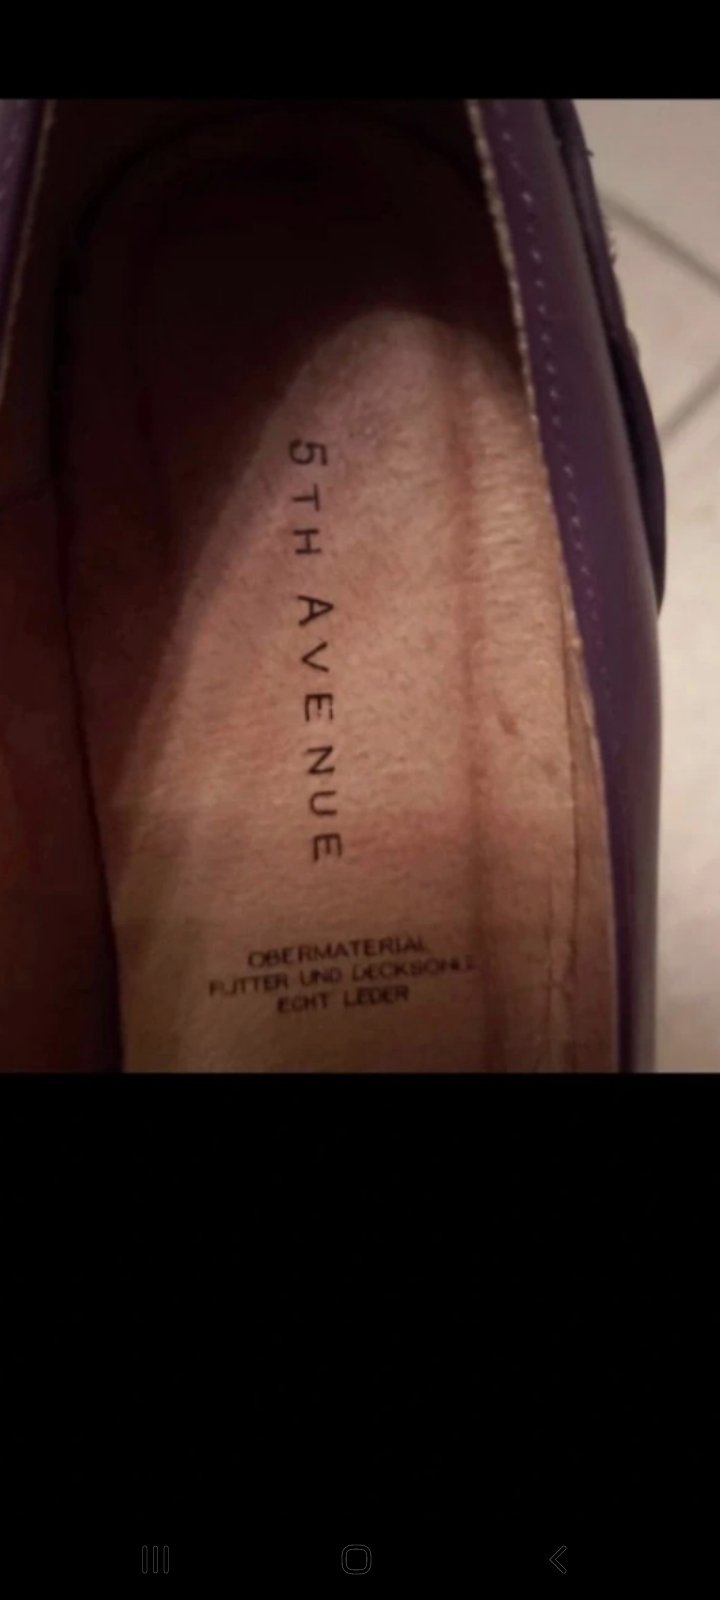 5TH AVENUE
OBERMATERIAL
FUTTER UND DECKSOHLE
ECHT LEDER